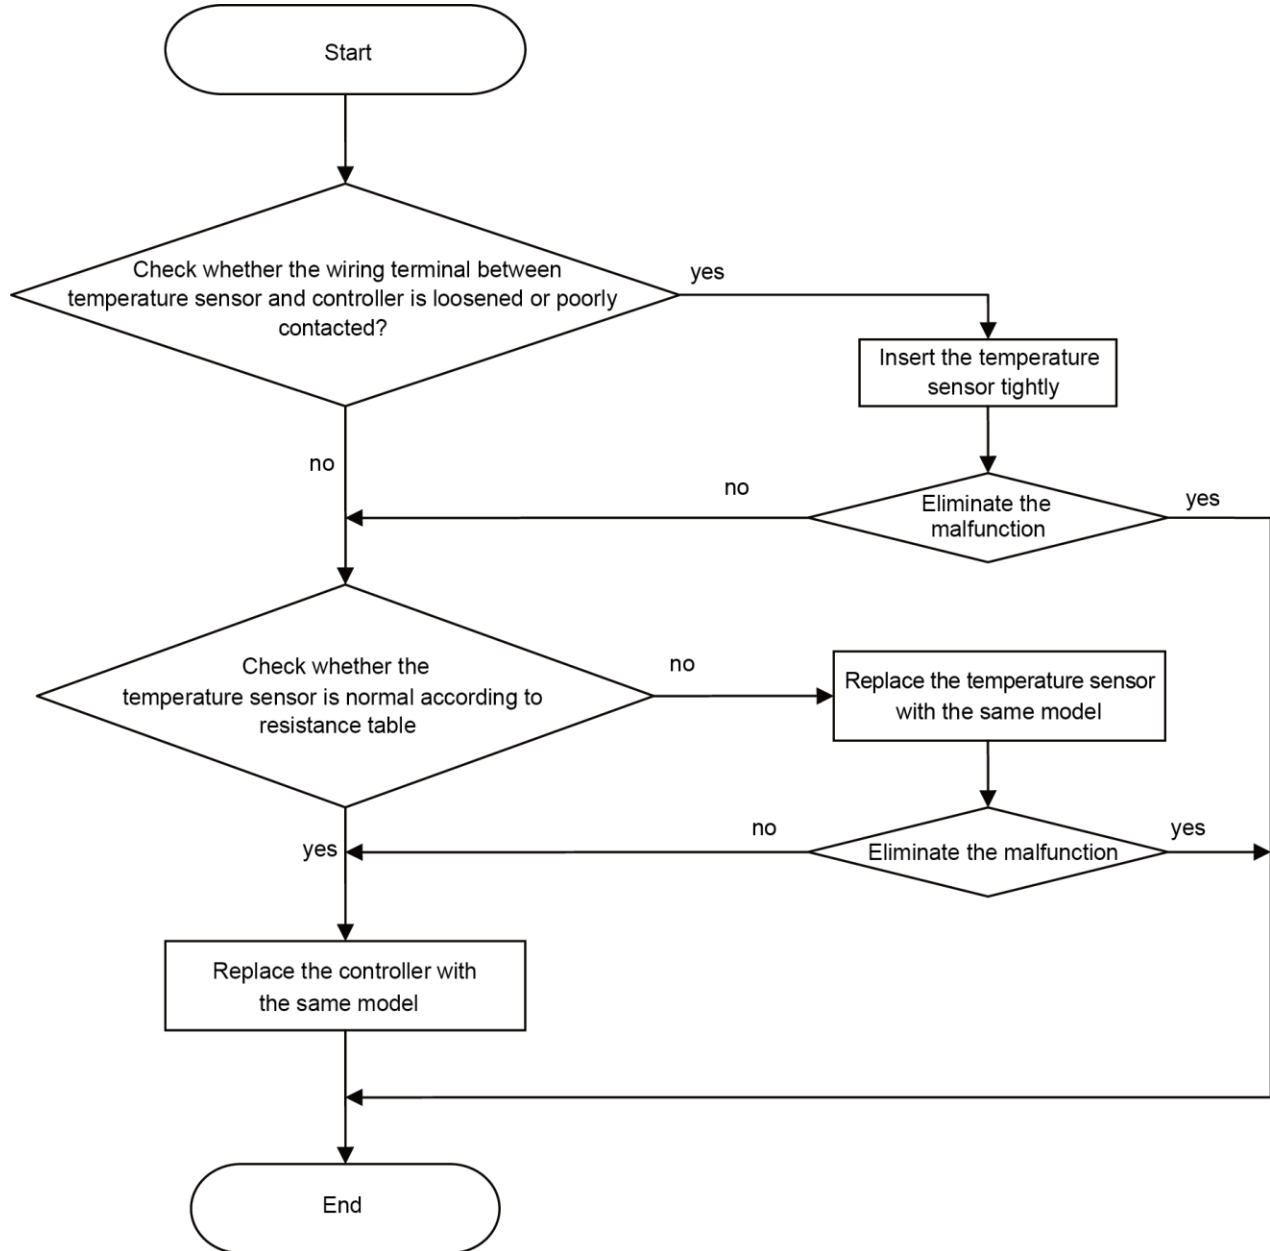 Start
Check whether the wiring terminal between
temperature sensor and controller is loosened or poorly
contacted?
yes
Insert the temperature
sensor tightly
no
no
Eliminate the
malfunction
yes
Check whether the
temperature sensor is normal according to
resistance table
no
Replace the temperature sensor
with the same model
yes
no
Eliminate the malfunction
yes
Replace the controller with
the same model
End